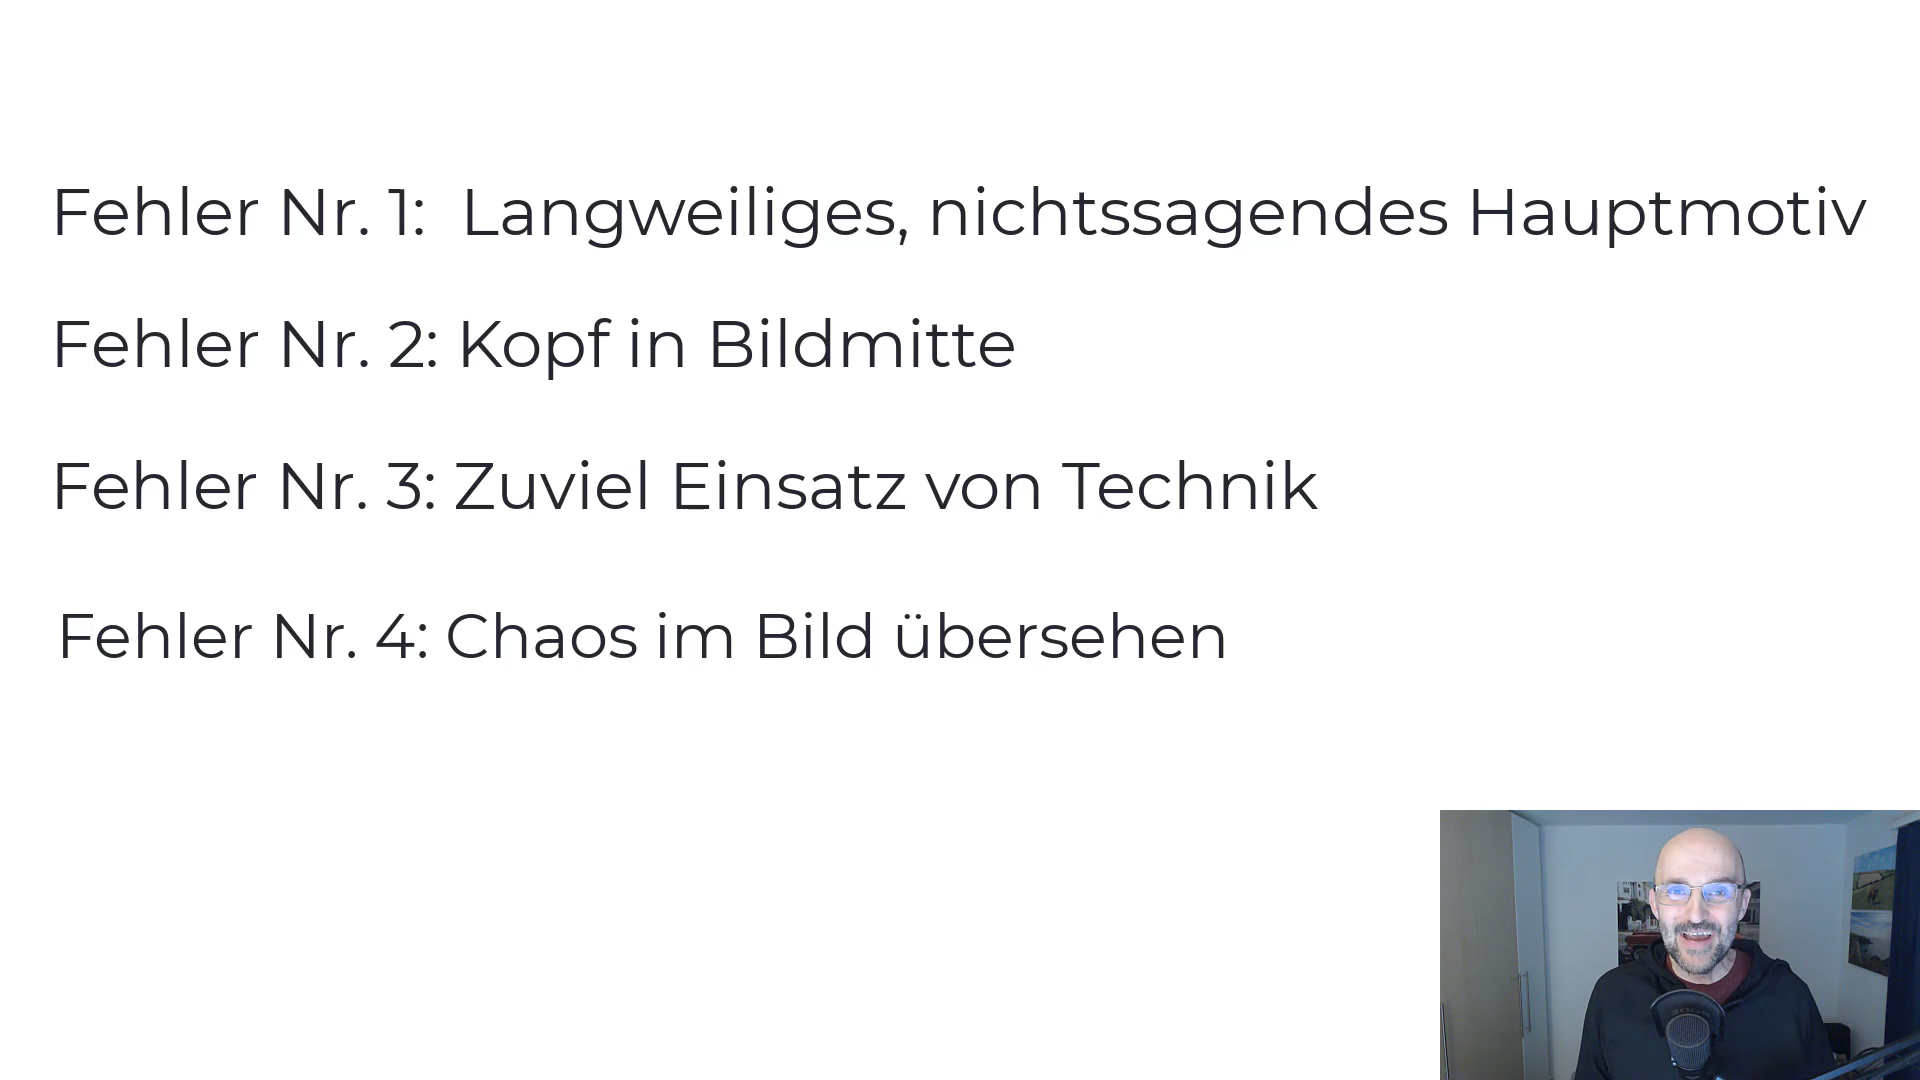 Fehler Nr. 1: Langweiliges, nichtssagendes Hauptmotiv
Fehler Nr. 2: Kopf in Bildmitte
Fehler Nr. 3: Zuviel Einsatz von Technik
Fehler Nr. 4: Chaos im Bild übersehen